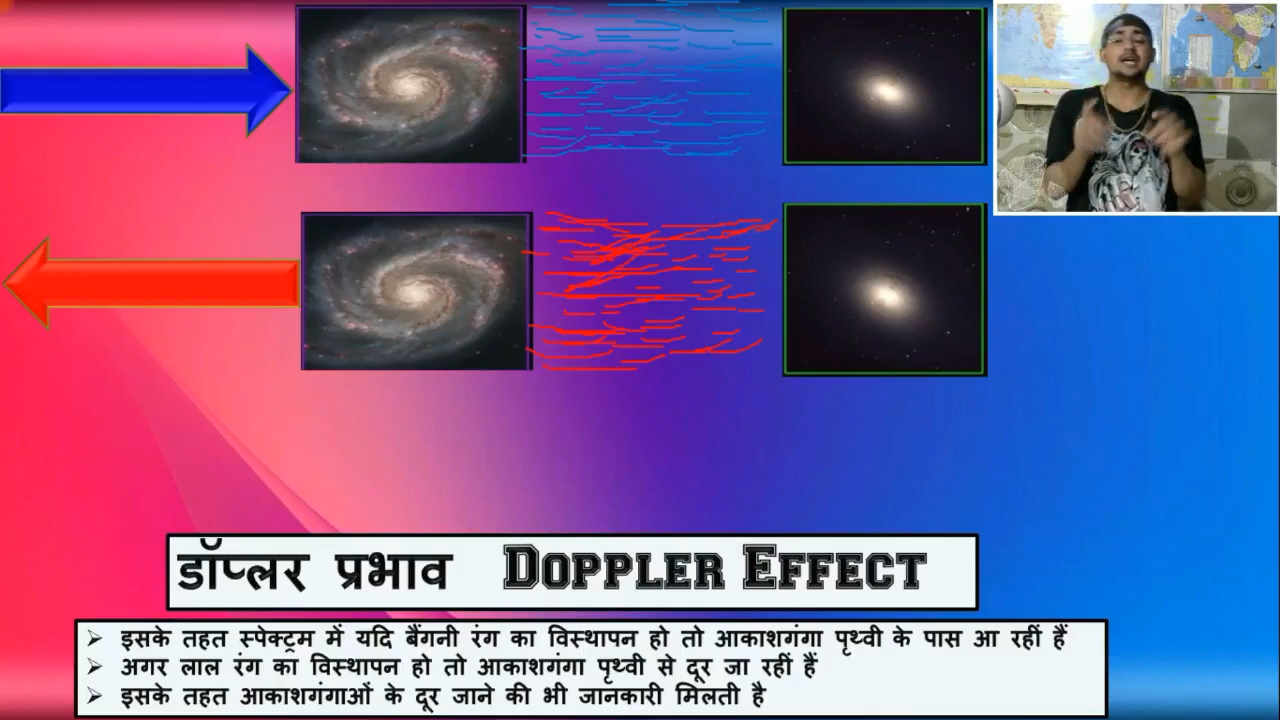 डॉप्लर प्रभाव DOPPLER EFFECT
➢ इसके तहत स्पेक्ट्रम में यदि बैंगनी रंग का विस्थापन हो तो आकाशगंगा पृथ्वी के पास आ रहीं हैं
➢ अगर लाल रंग का विस्थापन हो तो आकाशगंगा पृथ्वी से दूर जा रहीं हैं
➢ इसके तहत आकाशगंगाओं के दूर जाने की भी जानकारी मिलती है